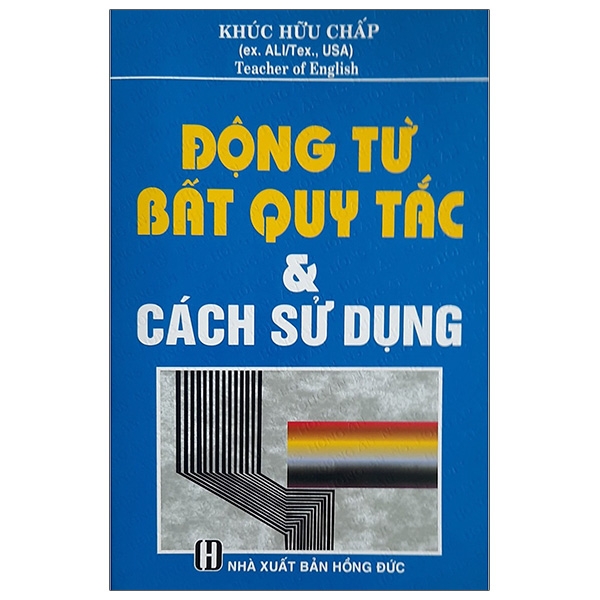 KHÚC HỮU CHẤP
(ex. ALI/Tex., USA)
Teacher of English
ĐỘNG TỪ
BẤT QUY TẮC
&
CÁCH SỬ DỤNG
NHÀ XUẤT BẢN HỒNG ĐỨC